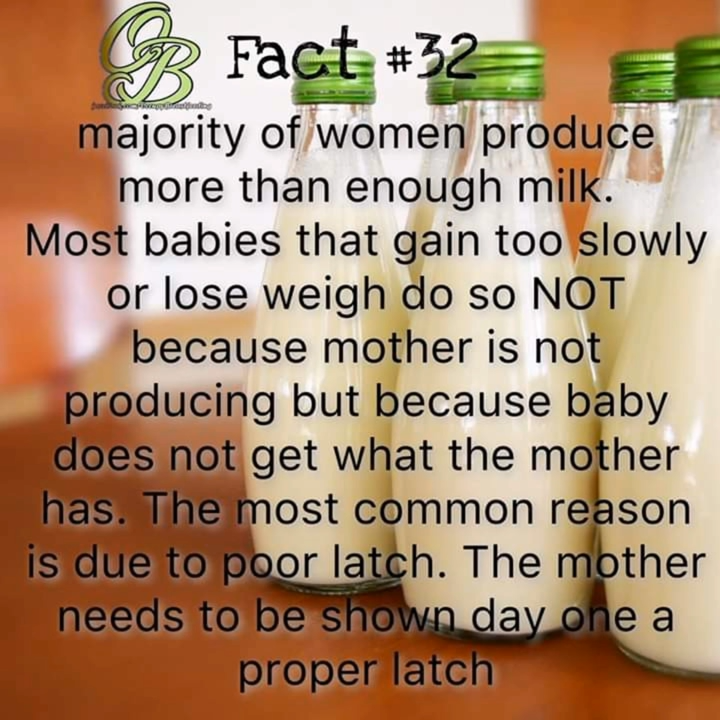 OB
Fact #32
majority of women produce
more than enough milk.
Most babies that gain too slowly
or lose weigh do so NOT
because mother is not
producing but because baby
does not get what the mother
has. The most common reason
is due to poor latch. The mother
needs to be shown day one a
proper latch